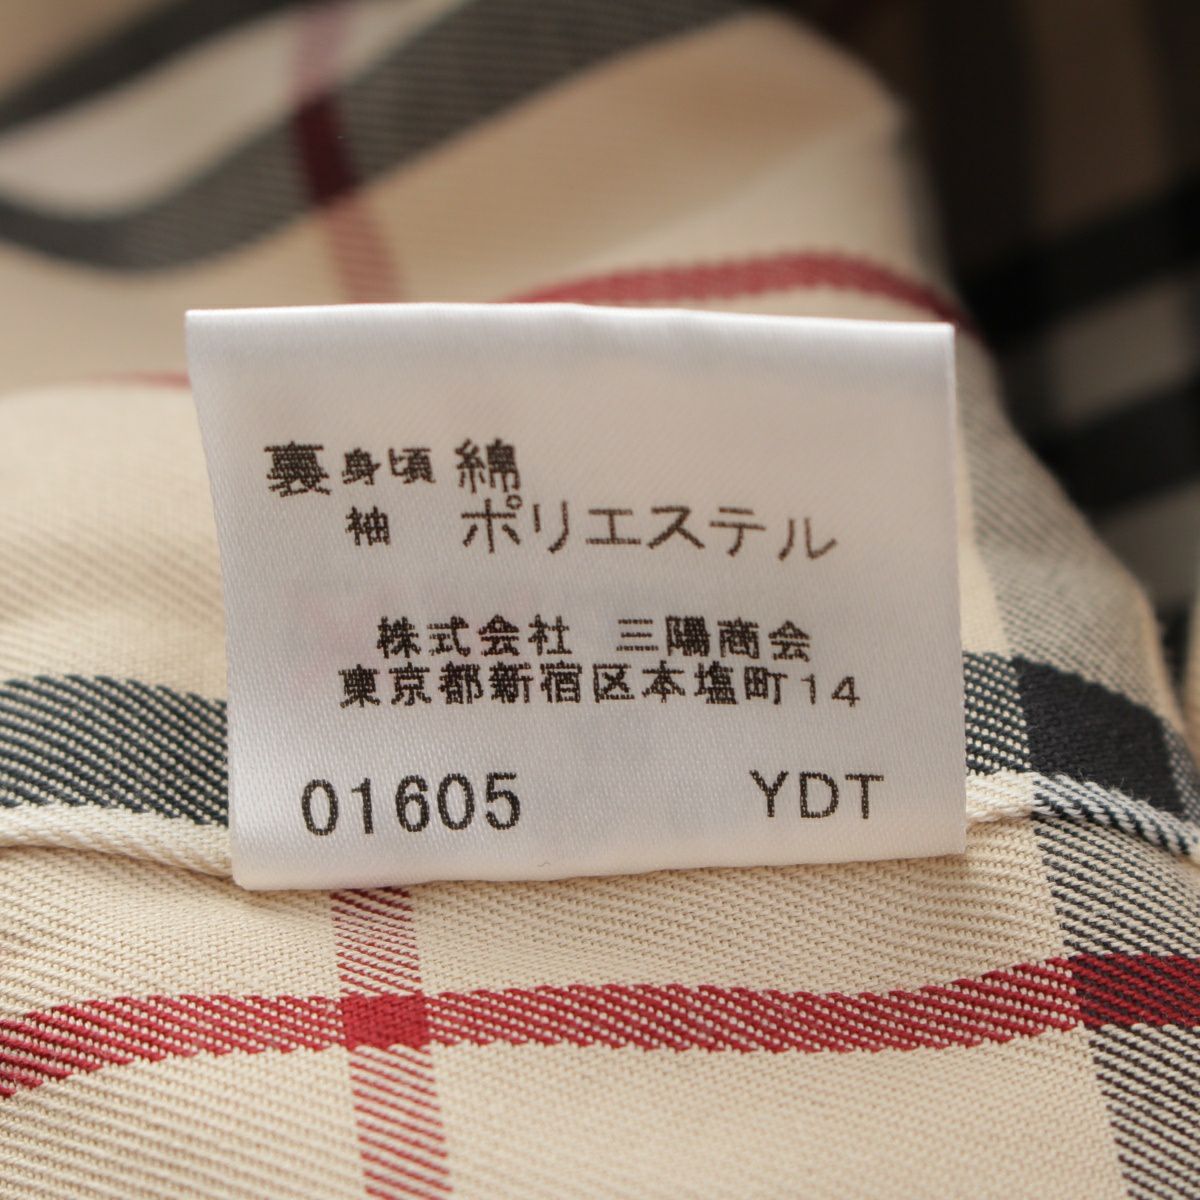 裏 身頃 綿
袖 ポリエステル
株式会社 三陽商会
東京都新宿区本塩町14
01605 YDT